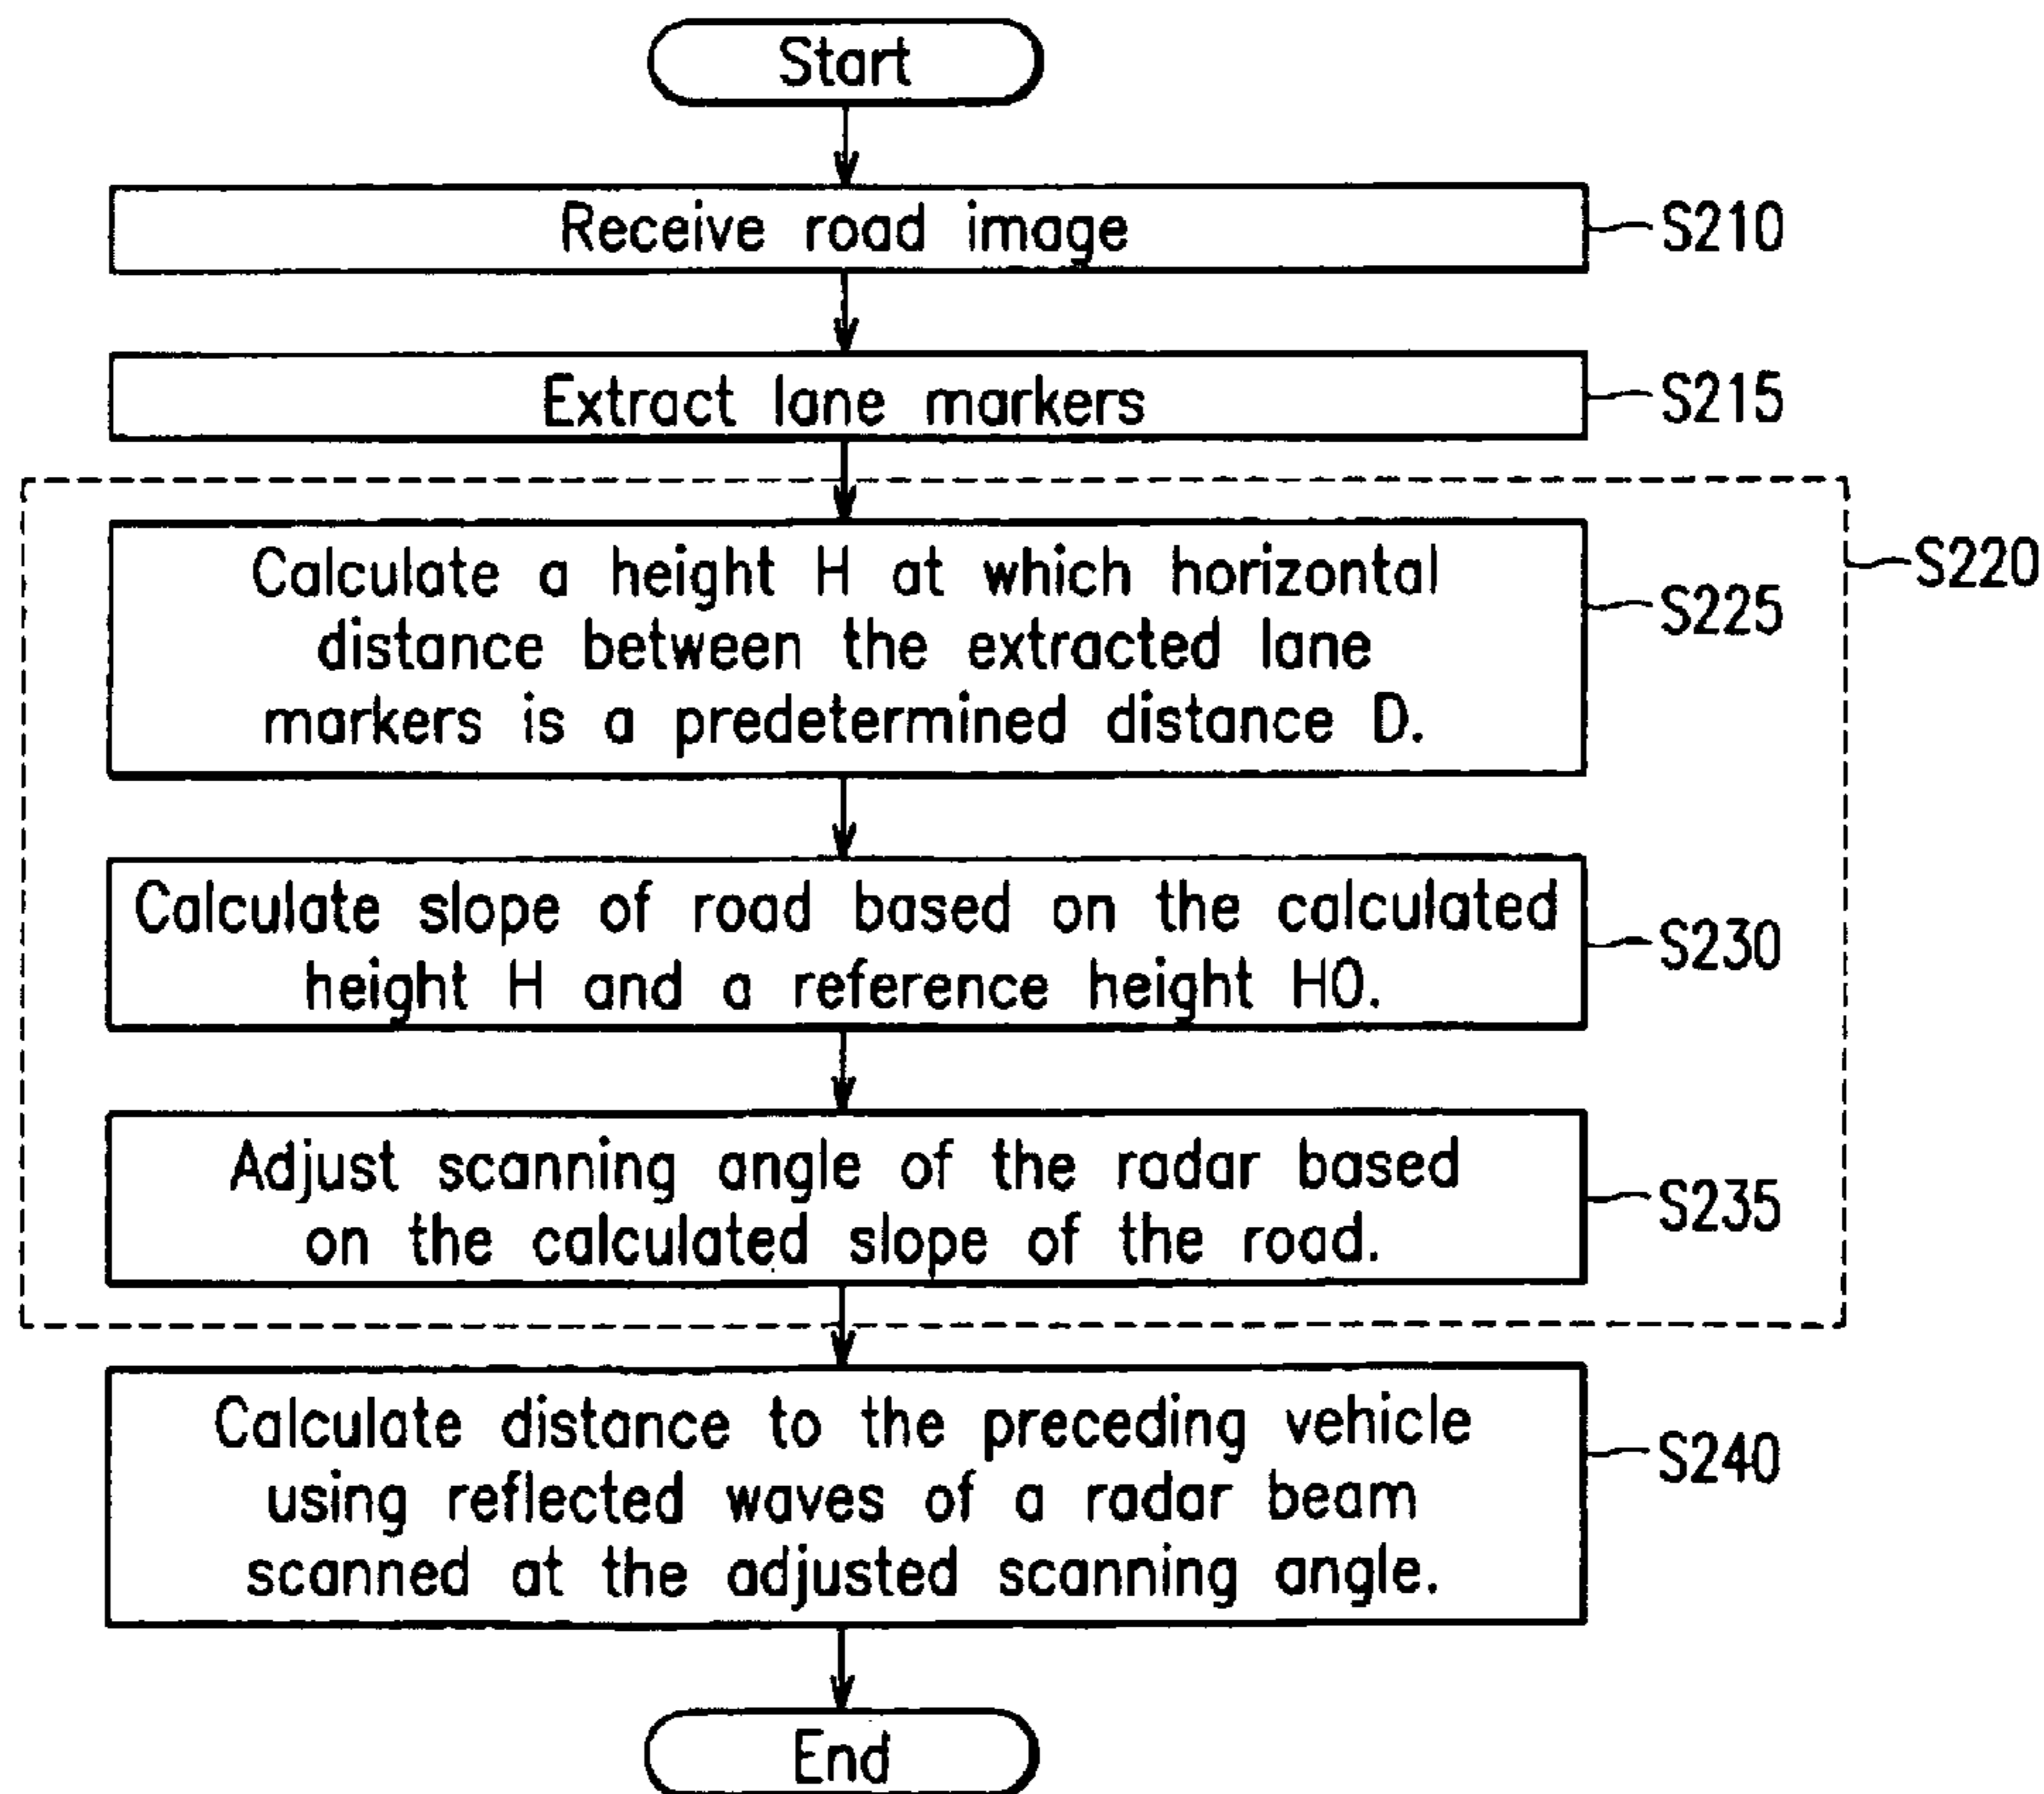 Start
Receive road image
S210
Extract lane markers
S215
S220
Calculate a height H at which horizontal
distance between the extracted lane
markers is a predetermined distance D.
S225
Calculate slope of road based on the calculated
height H and a reference height H0.
S230
Adjust scanning angle of the radar based
on the calculated slope of the road.
S235
Calculate distance to the preceding vehicle
using reflected waves of a radar beam
scanned at the adjusted scanning angle.
S240
End